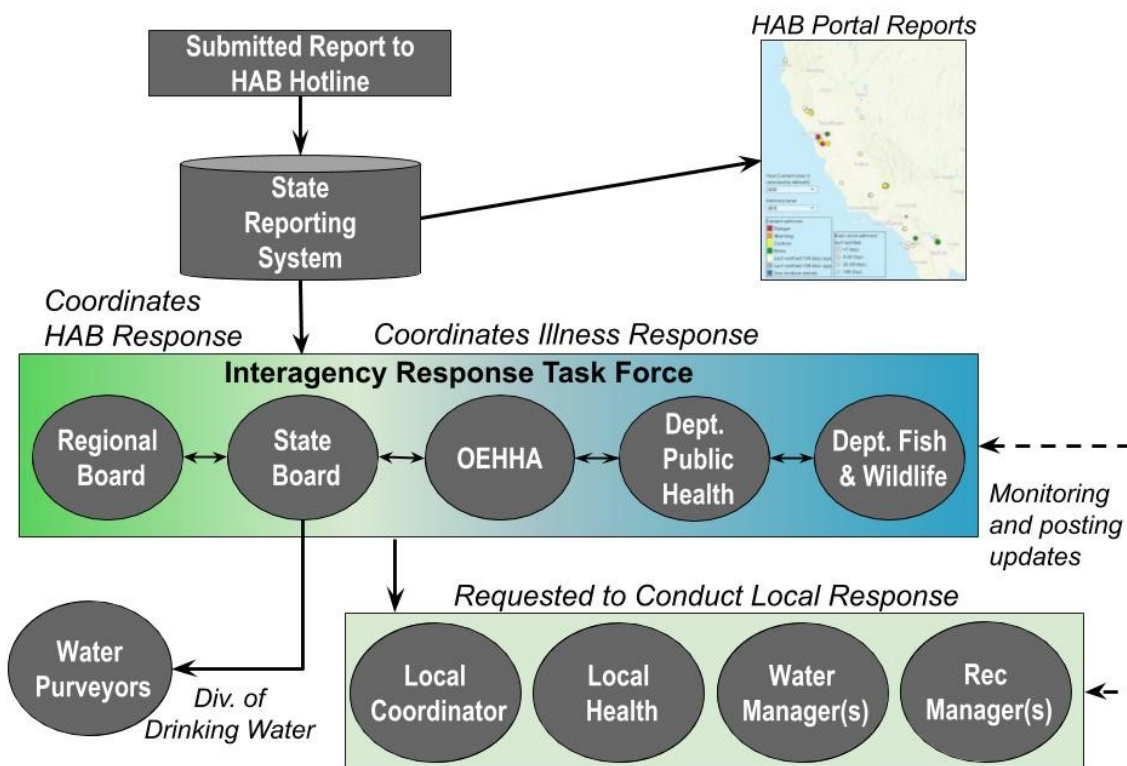 HAB Portal Reports
Submitted Report to
HAB Hotline
State
Reporting
System
Coordinates
HAB Response
Coordinates Illness Response
Interagency Response Task Force
Regional
Board
State
Board
OEHHA
Dept.
Public
Health
Dept. Fish
& Wildlife
Monitoring
and posting
updates
Requested to Conduct Local Response
Water
Purveyors
Div. of
Drinking Water
Local
Coordinator
Local
Health
Water
Manager(s)
Rec
Manager(s)